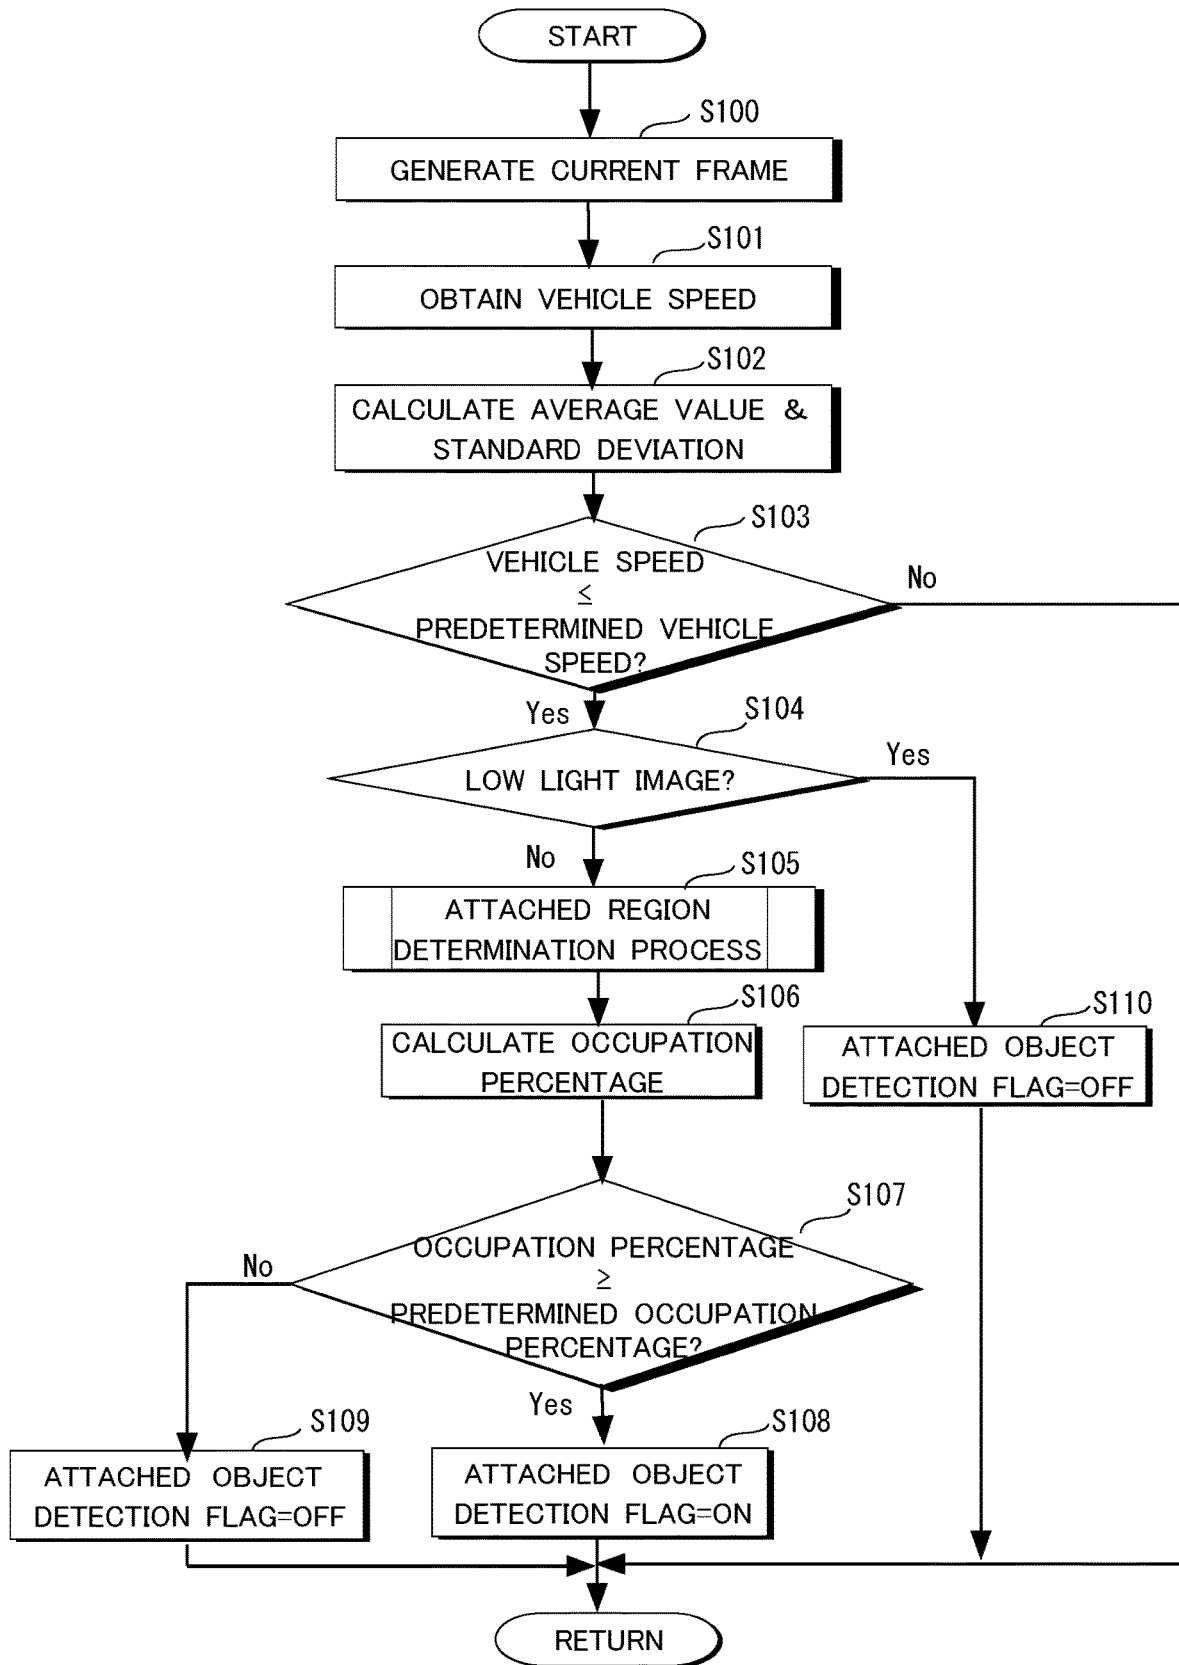 START
S100
GENERATE CURRENT FRAME
S101
OBTAIN VEHICLE SPEED
S102
CALCULATE AVERAGE VALUE &
STANDARD DEVIATION
S103
VEHICLE SPEED
≤
PREDETERMINED VEHICLE
SPEED?
No
Yes
S104
LOW LIGHT IMAGE?
Yes
No
S105
ATTACHED REGION
DETERMINATION PROCESS
S106
CALCULATE OCCUPATION
PERCENTAGE
S110
ATTACHED OBJECT
DETECTION FLAG=OFF
S107
OCCUPATION PERCENTAGE
≥
PREDETERMINED OCCUPATION
PERCENTAGE?
No
Yes
S109
ATTACHED OBJECT
DETECTION FLAG=OFF
S108
ATTACHED OBJECT
DETECTION FLAG=ON
RETURN